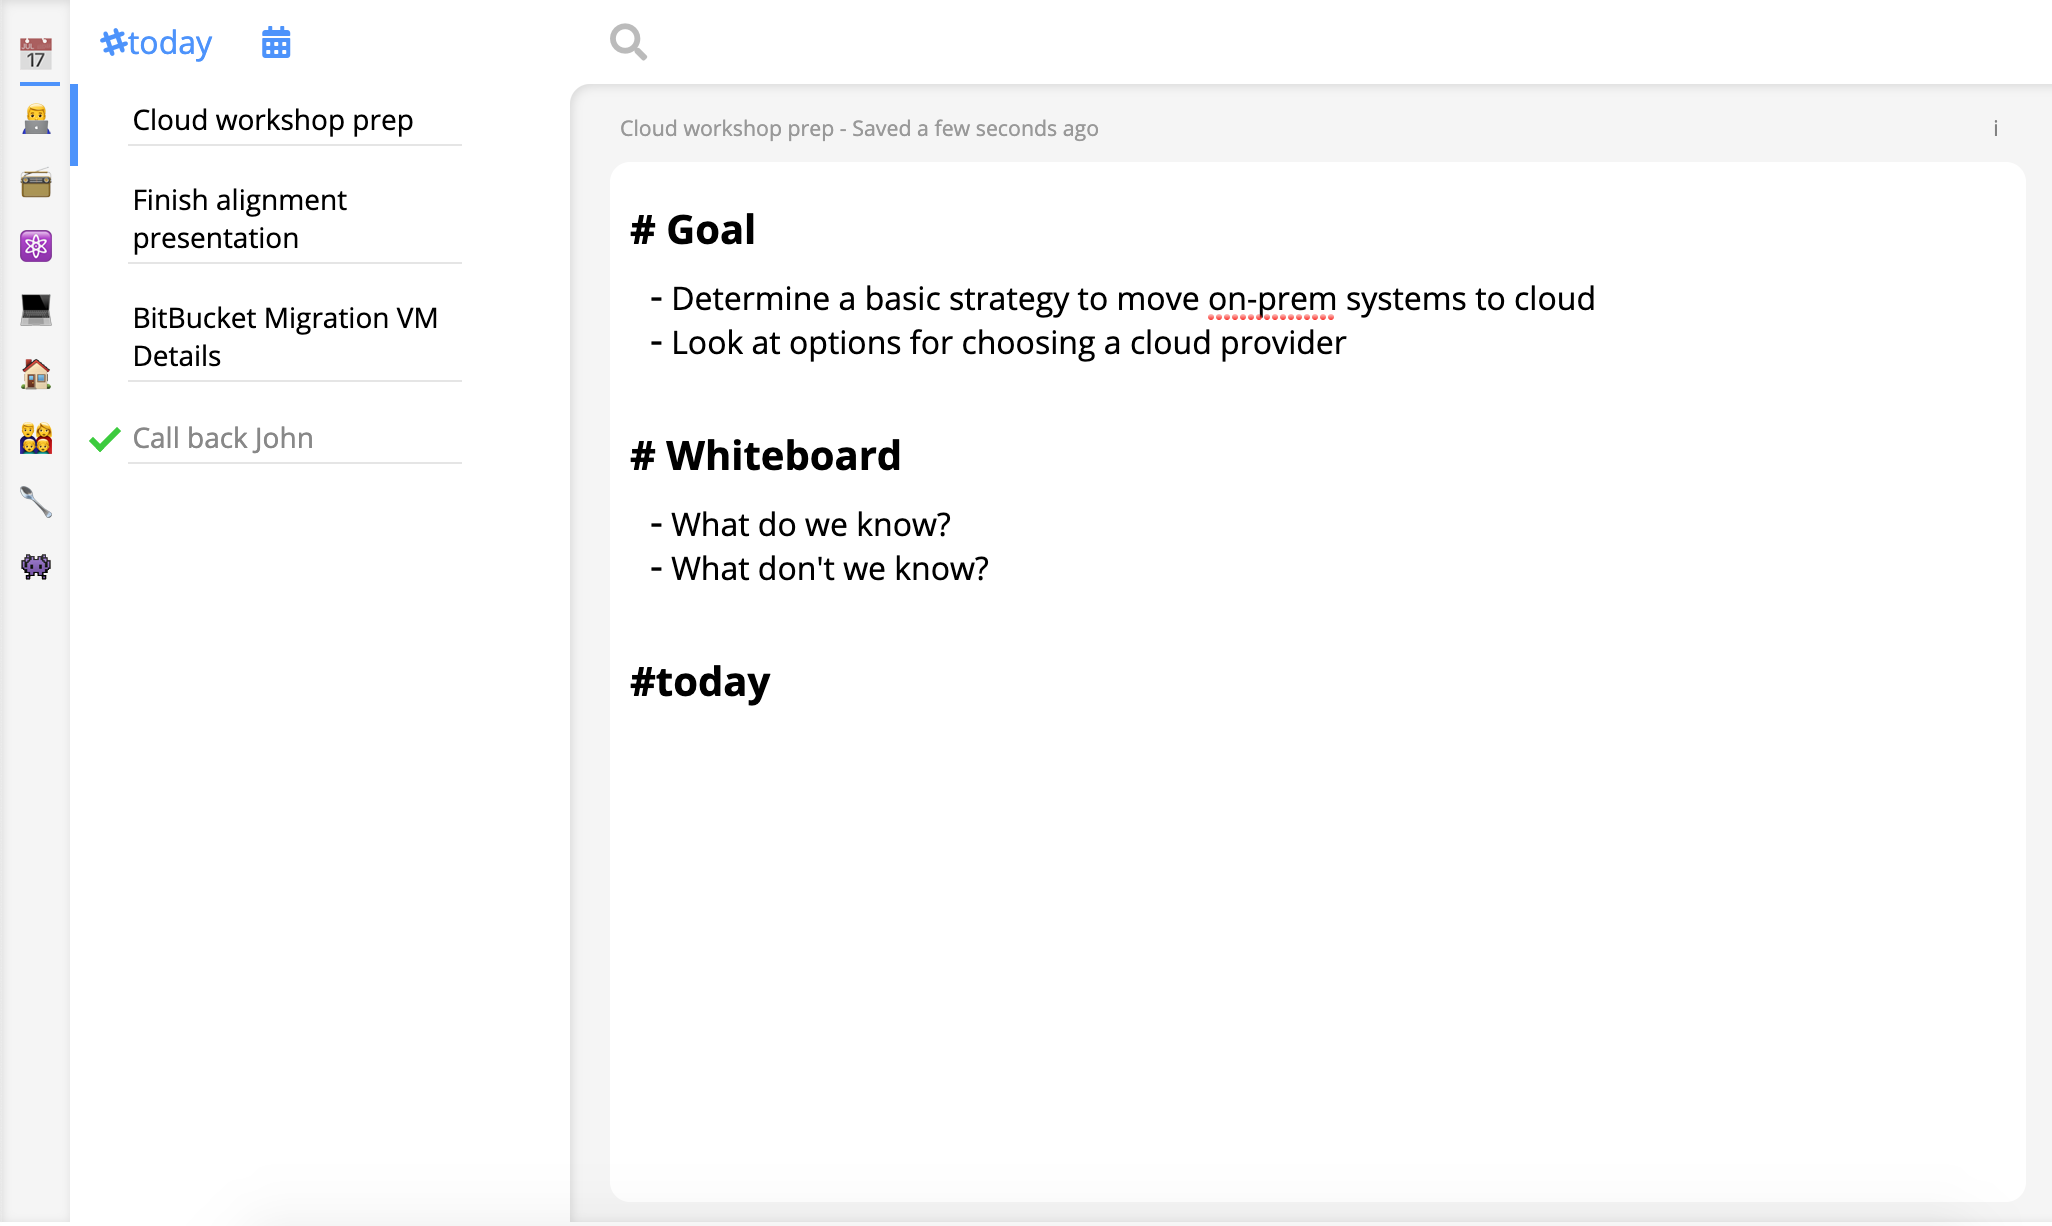 JUL
17
#today
Cloud workshop prep
Finish alignment
presentation
BitBucket Migration VM
Details
Call back John
Cloud workshop prep - Saved a few seconds ago
i
# Goal
- Determine a basic strategy to move on-prem systems to cloud
- Look at options for choosing a cloud provider
# Whiteboard
- What do we know?
- What don't we know?
#today